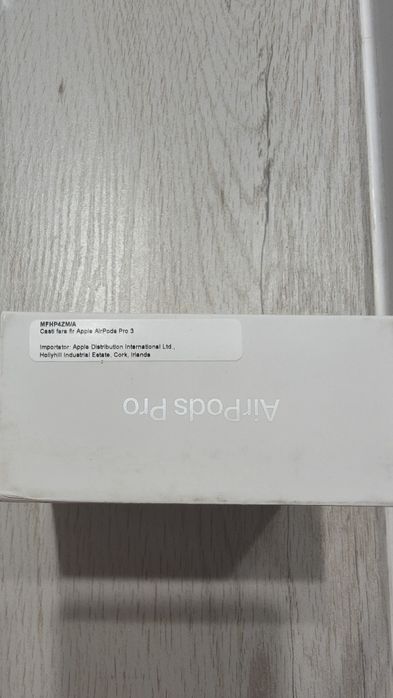 MFHP4ZM/A
Casti fara fir Apple AirPods Pro 3
Importator: Apple Distribution International Ltd.,
Hollyhill Industrial Estate, Cork, Irlanda
AirPods Pro